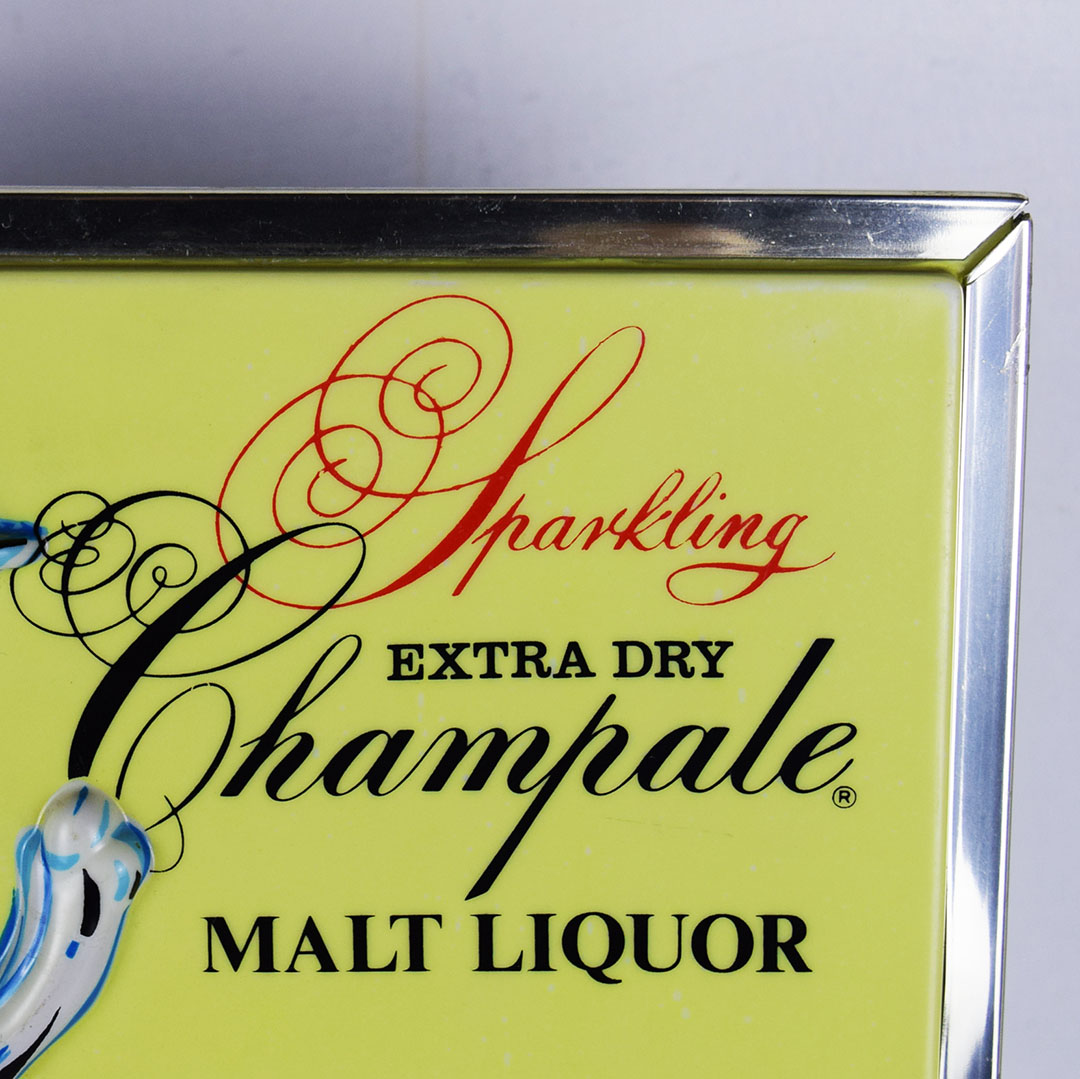 Sparkling
EXTRA DRY
Champale®
MALT LIQUOR